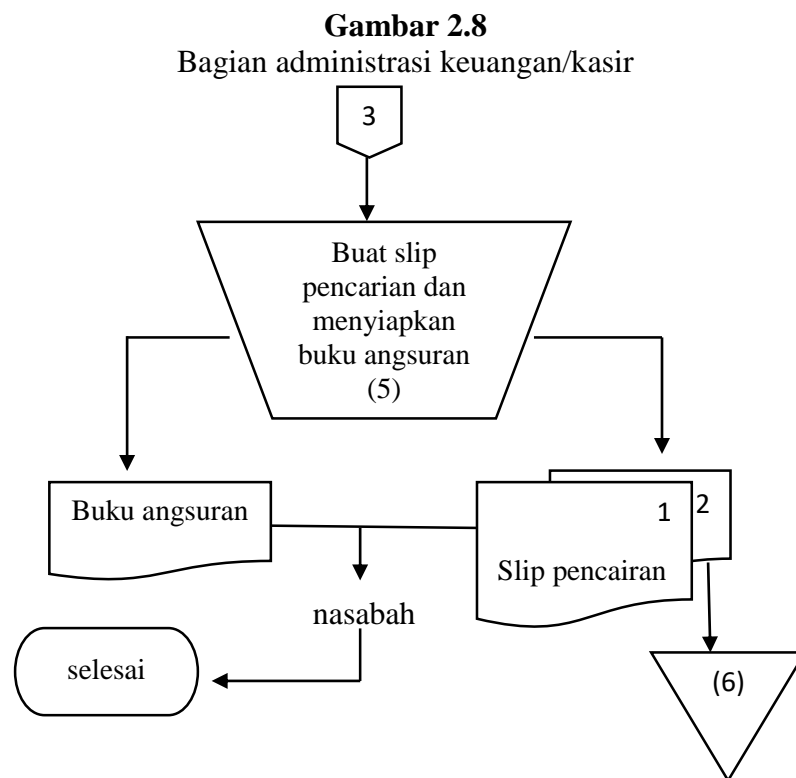 Gambar 2.8
Bagian administrasi keuangan/kasir
3
Buat slip
pencarian dan
menyiapkan
buku angsuran
(5)
Buku angsuran
1
2
Slip pencairan
nasabah
selesai
(6)